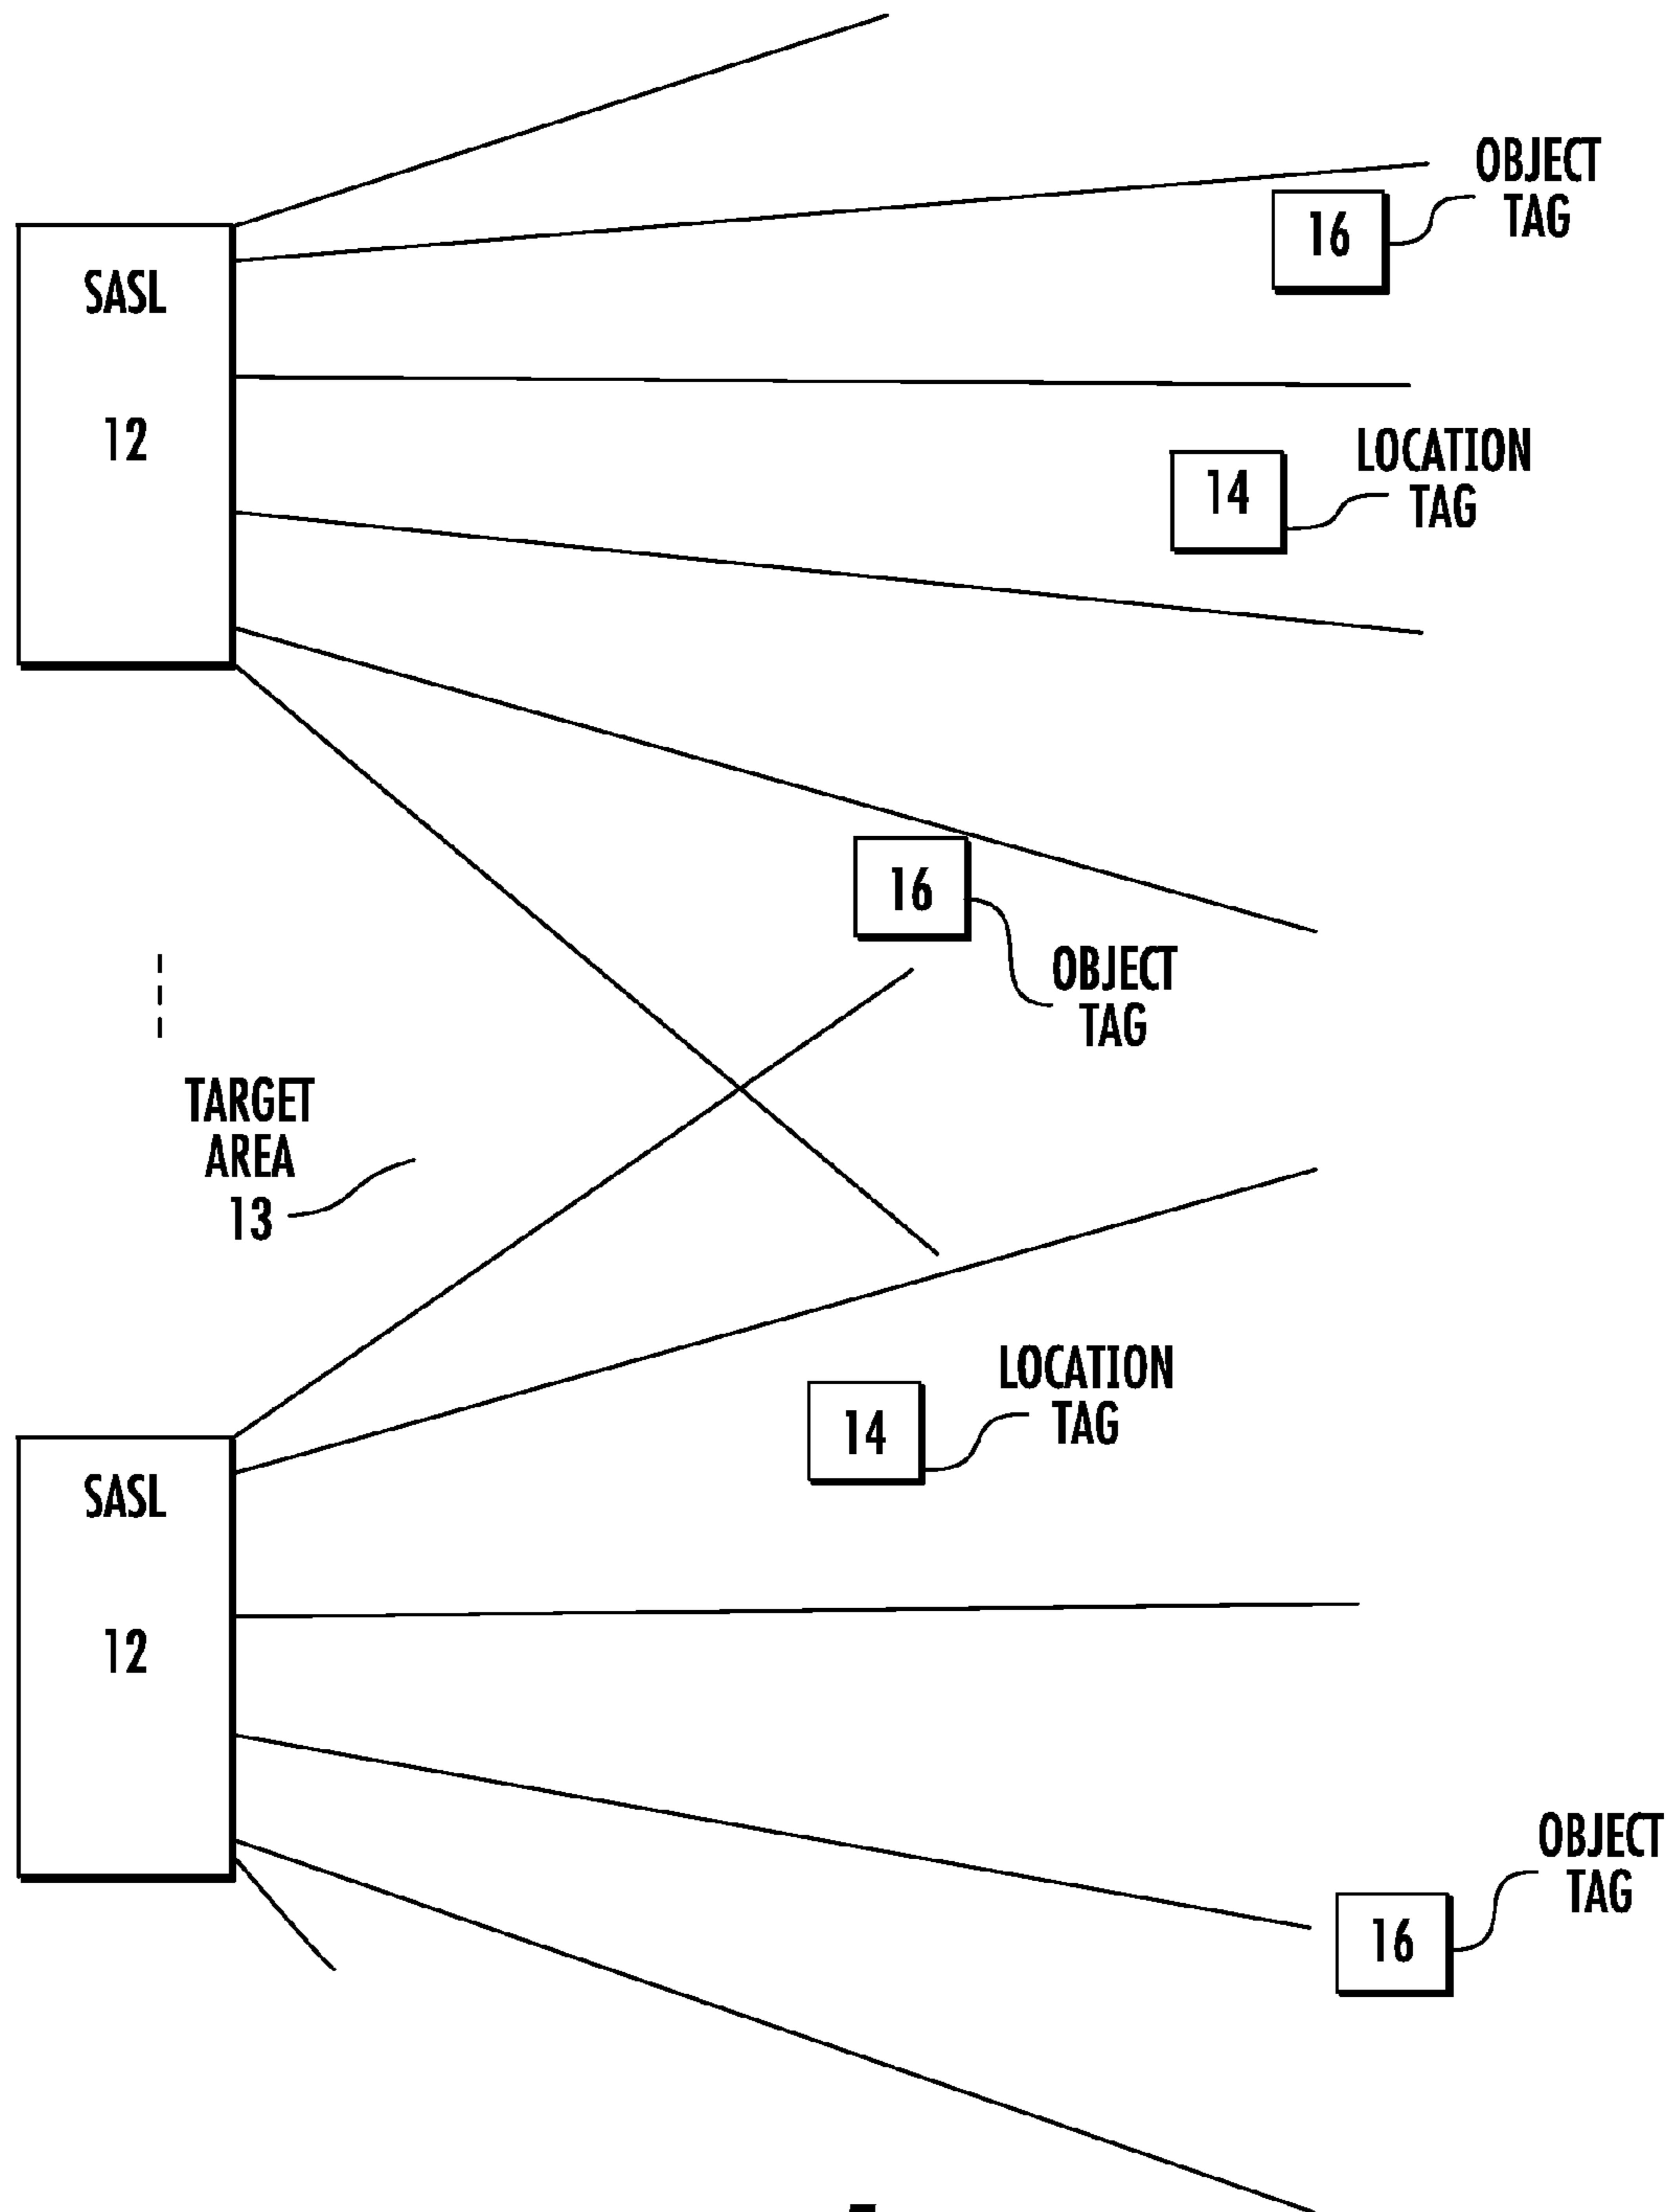 OBJECT
TAG
16
SASL
12
LOCATION
TAG
14
16
OBJECT
TAG
TARGET
AREA
13
LOCATION
TAG
14
SASL
12
OBJECT
TAG
16